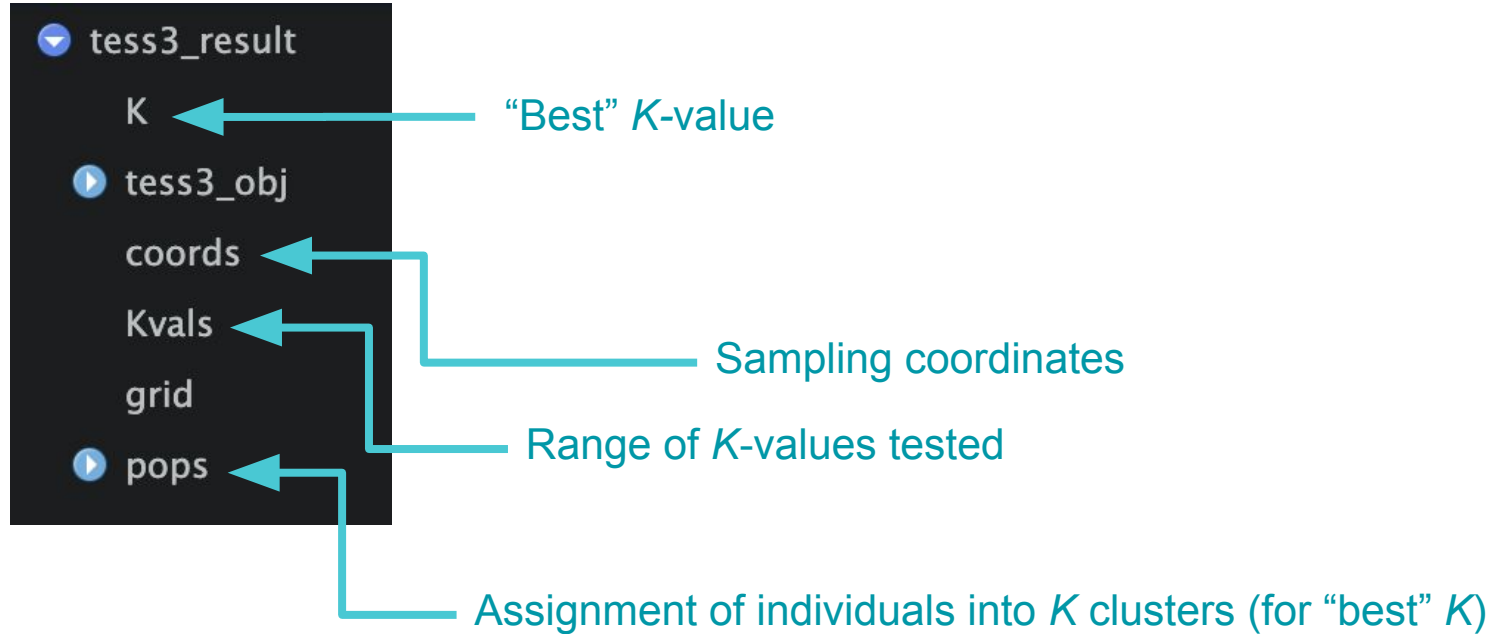 tess3_result
K
“Best” K-value
tess3_obj
coords
Kvals
Sampling coordinates
grid
Range of K-values tested
pops
Assignment of individuals into K clusters (for “best” K)